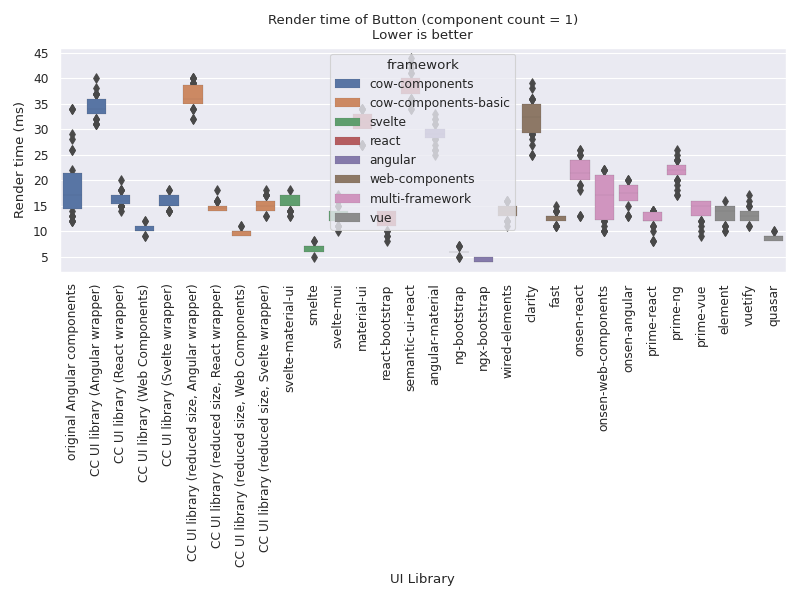 Render time of Button (component count = 1)
Lower is better
Render time (ms)
45
40
35
30
25
20
15
10
5
framework
cow-components
cow-components-basic
svelte
react
angular
web-components
multi-framework
vue
original Angular components
CC UI library (Angular wrapper)
CC UI library (React wrapper)
CC UI library (Web Components)
CC UI library (Svelte wrapper)
CC UI library (reduced size, Angular wrapper)
CC UI library (reduced size, React wrapper)
CC UI library (reduced size, Web Components)
CC UI library (reduced size, Svelte wrapper)
svelte-material-ui
smelte
svelte-mui
material-ui
react-bootstrap
semantic-ui-react
angular-material
ng-bootstrap
ngx-bootstrap
wired-elements
clarity
fast
onsen-react
onsen-web-components
onsen-angular
prime-react
prime-ng
prime-vue
element
vuetify
quasar
UI Library